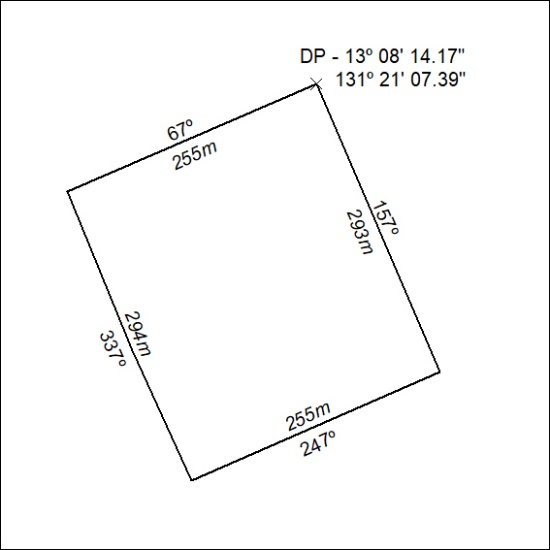 DP - 13º 08' 14.17"
131º 21' 07.39"
67º
255m
157º
293m
294m
337º
255m
247º